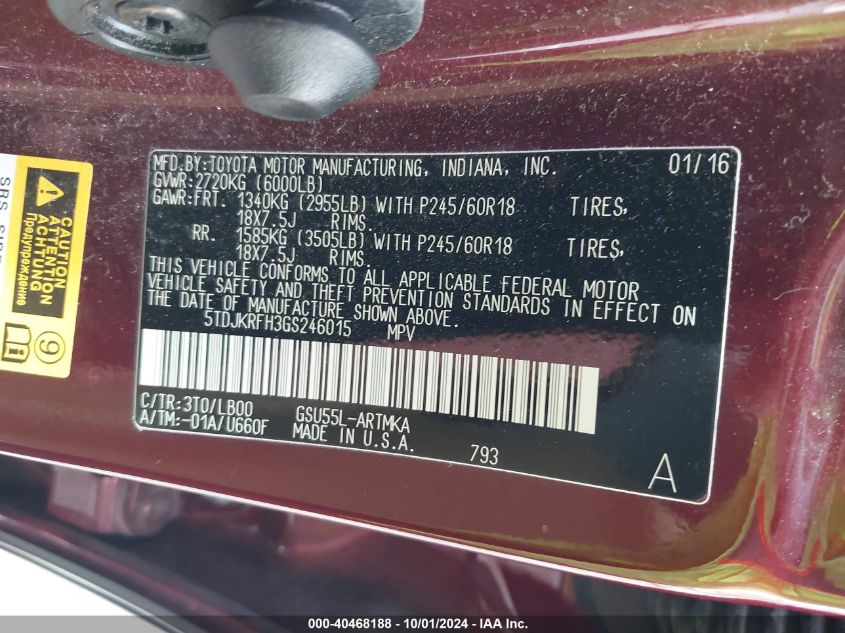 MFD.BY:TOYOTA MOTOR MANUFACTURING, INDIANA, INC. 01/16
GVWR:2720KG (6000LB)
GAWR:FRT. 1340KG (2955LB) WITH P245/60R18 TIRES,
18X7.5J RIMS.
RR. 1585KG (3505LB) WITH P245/60R18 TIRES,
18X7.5J RIMS.
THIS VEHICLE CONFORMS TO ALL APPLICABLE FEDERAL MOTOR
VEHICLE SAFETY AND THEFT PREVENTION STANDARDS IN EFFECT ON
THE DATE OF MANUFACTURE SHOWN ABOVE.
5TDJKRFH3GS246015 MPV
C/TR:3T0/LB00 GSU55L-ARTMKA
A/TM:-01A/U660F MADE IN U.S.A. 793
A
ATTENTION
ACHTUNG
Предупреждение
9
000-40468188 - 10/01/2024 - IAA Inc.